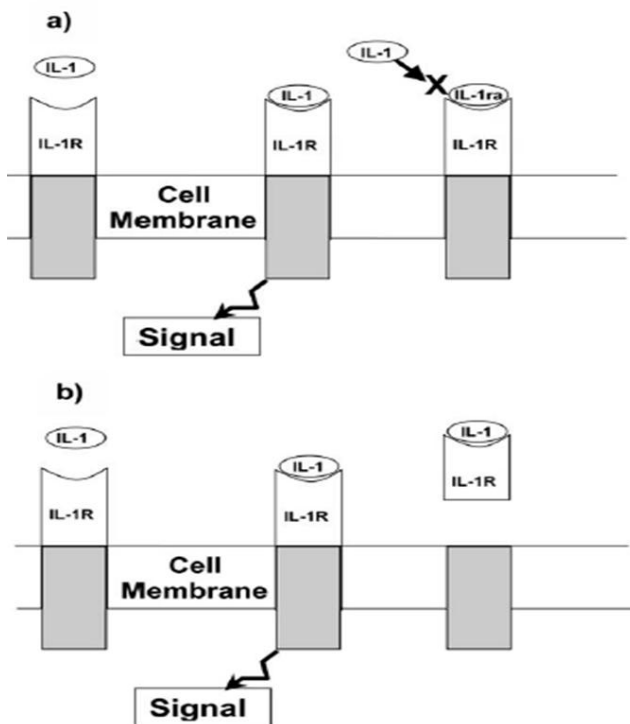 a)
IL-1
IL-1
IL-1
IL-1ra
IL-1R
IL-1R
IL-1R
Cell
Membrane
Signal
b)
IL-1
IL-1
IL-1
IL-1R
IL-1R
IL-1R
Cell
Membrane
Signal